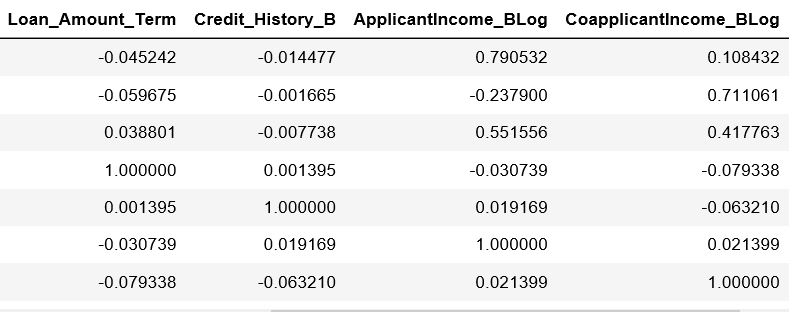 Loan_Amount_Term Credit_History_B ApplicantIncome_BLog CoapplicantIncome_BLog
-0.045242 -0.014477 0.790532 0.108432
-0.059675 -0.001665 -0.237900 0.711061
0.038801 -0.007738 0.551556 0.417763
1.000000 0.001395 -0.030739 -0.079338
0.001395 1.000000 0.019169 -0.063210
-0.030739 0.019169 1.000000 0.021399
-0.079338 -0.063210 0.021399 1.000000